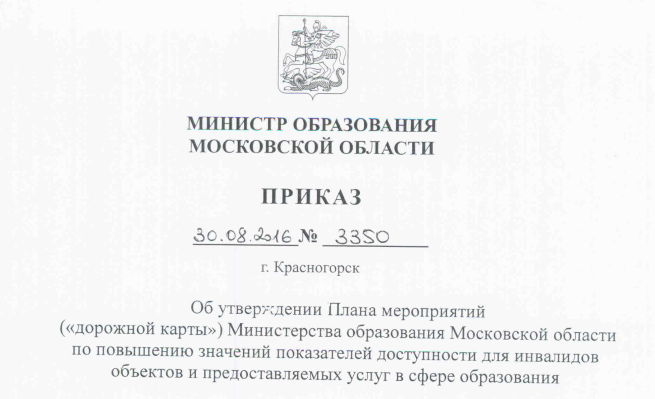 МИНИСТР ОБРАЗОВАНИЯ
МОСКОВСКОЙ ОБЛАСТИ
ПРИКАЗ
30.08.2016 № 3350
г. Красногорск
Об утверждении Плана мероприятий
(«дорожной карты») Министерства образования Московской области
по повышению значений показателей доступности для инвалидов
объектов и предоставляемых услуг в сфере образования